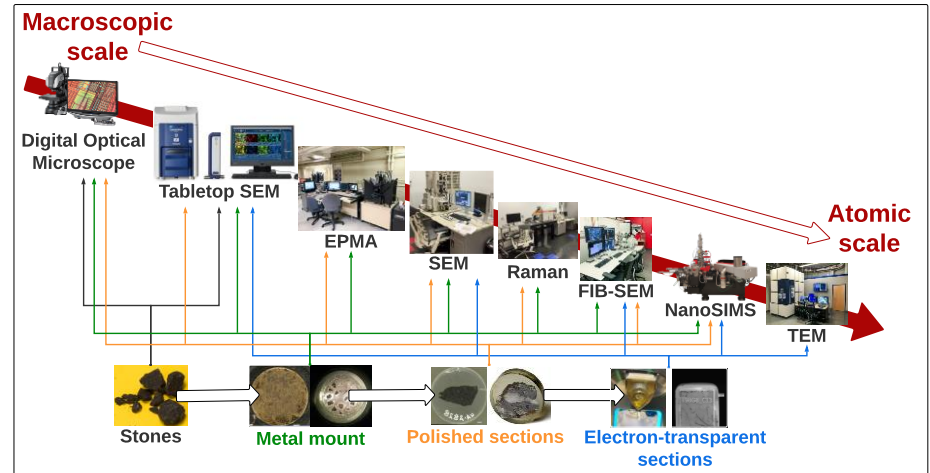 Macroscopic
scale
Digital Optical
Microscope
Tabletop SEM
EPMA
SEM
Raman
FIB-SEM
NanoSIMS
TEM
Atomic
scale
Stones
Metal mount
Polished sections
Electron-transparent
sections